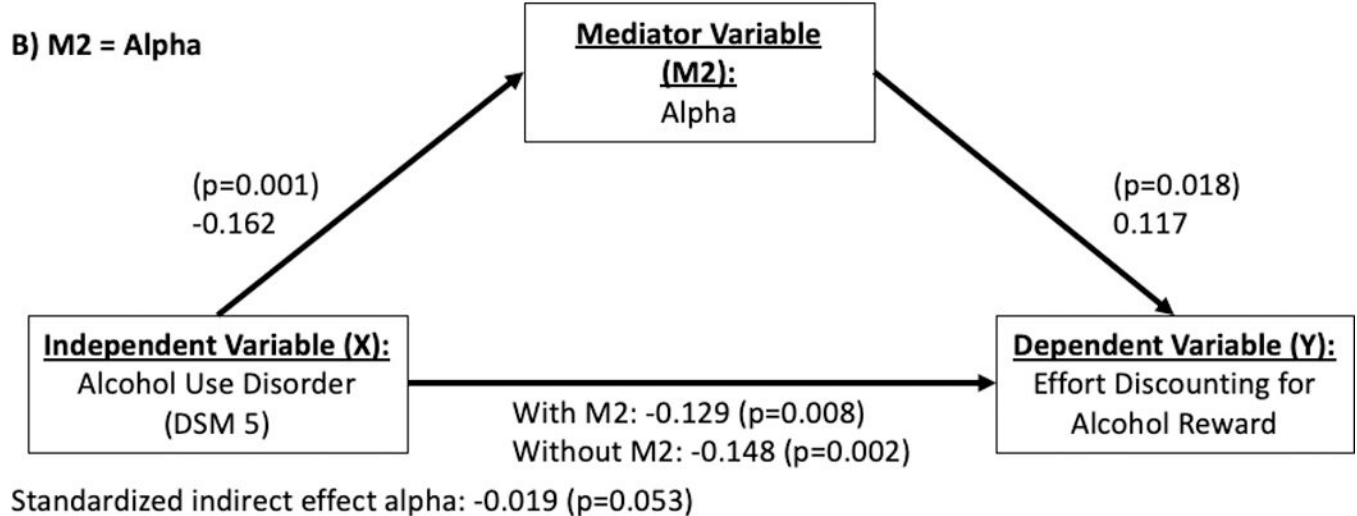 B) M2 = Alpha
Mediator Variable
(M2):
Alpha
(p=0.001)
-0.162
(p=0.018)
0.117
Independent Variable (X):
Alcohol Use Disorder
(DSM 5)
With M2: -0.129 (p=0.008)
Without M2: -0.148 (p=0.002)
Dependent Variable (Y):
Effort Discounting for
Alcohol Reward
Standardized indirect effect alpha: -0.019 (p=0.053)